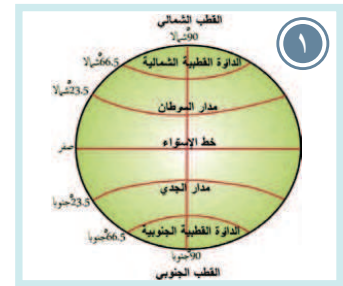 ١
القطب الشمالي
90°شمالا
الدائرة القطبية الشمالية
66.5°شمالا
23.5°شمالا
مدار السرطان
خط الإستواء
صفر
مدار الجدي
23.5°جنوبا
الدائرة القطبية الجنوبية
66.5°جنوبا
90°جنوبا
القطب الجنوبي